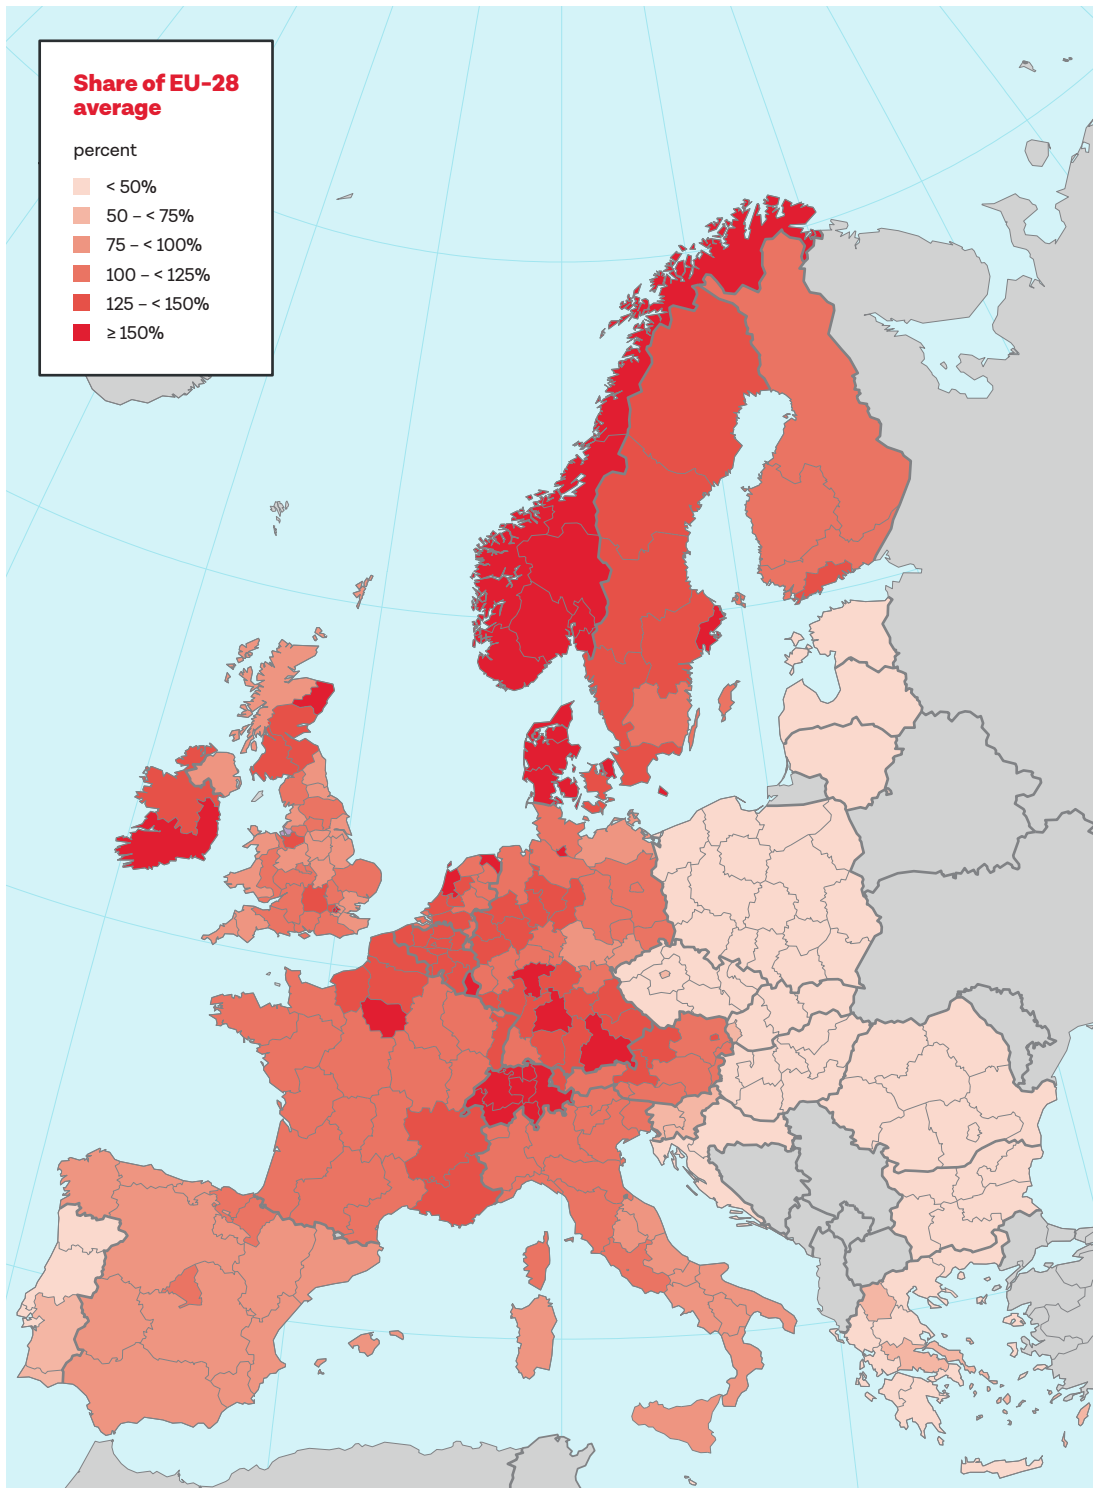 Share of EU-28
average
percent
< 50%
50 – < 75%
75 – < 100%
100 – < 125%
125 – < 150%
≥ 150%